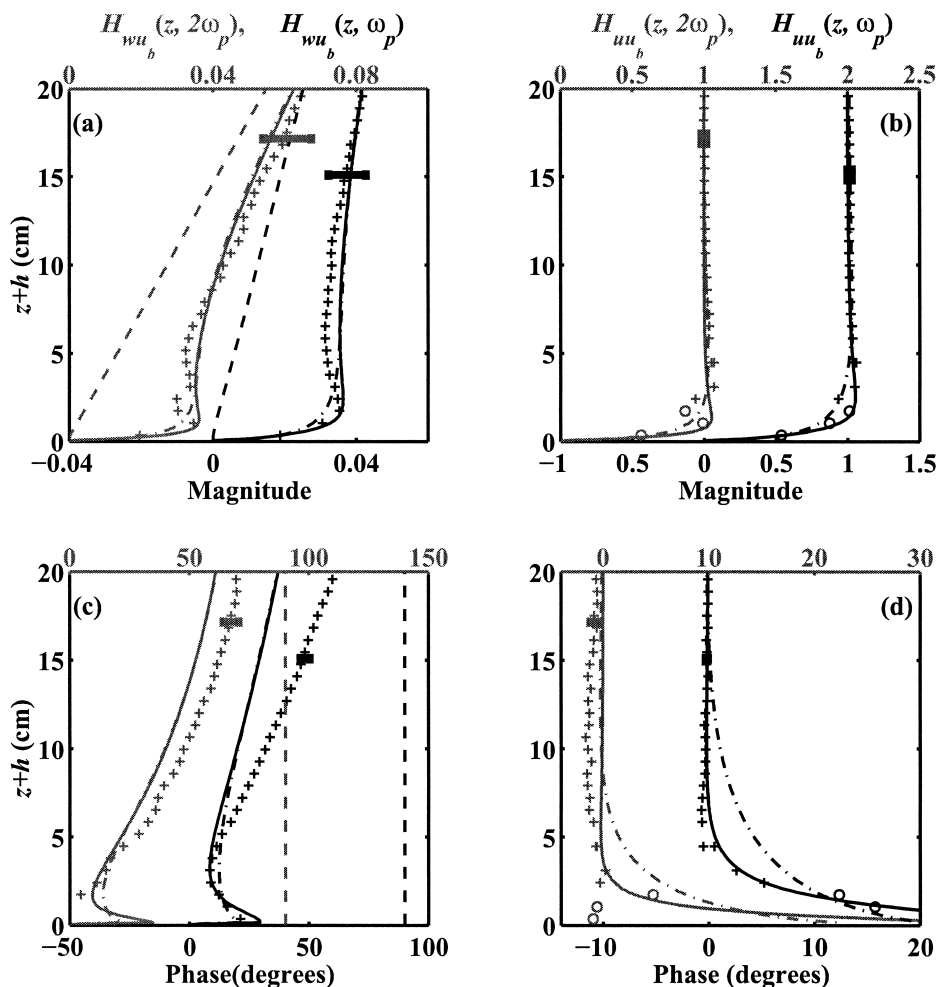 H_wu_b(z, 2ω_p), H_wu_b(z, ω_p)
H_uu_b(z, 2ω_p), H_uu_b(z, ω_p)
0 0.04 0.08
0 0.5 1 1.5 2 2.5
20
15
10
5
0
(a)
z+h (cm)
−0.04 0 0.04
Magnitude
20
15
10
5
0
(b)
−1 0.5 0 0.5 1 1.5
Magnitude
0 50 100 150
0 10 20 30
20
15
10
5
0
(c)
z+h (cm)
−50 0 50 100
Phase(degrees)
20
15
10
5
0
(d)
−10 0 10 20
Phase (degrees)